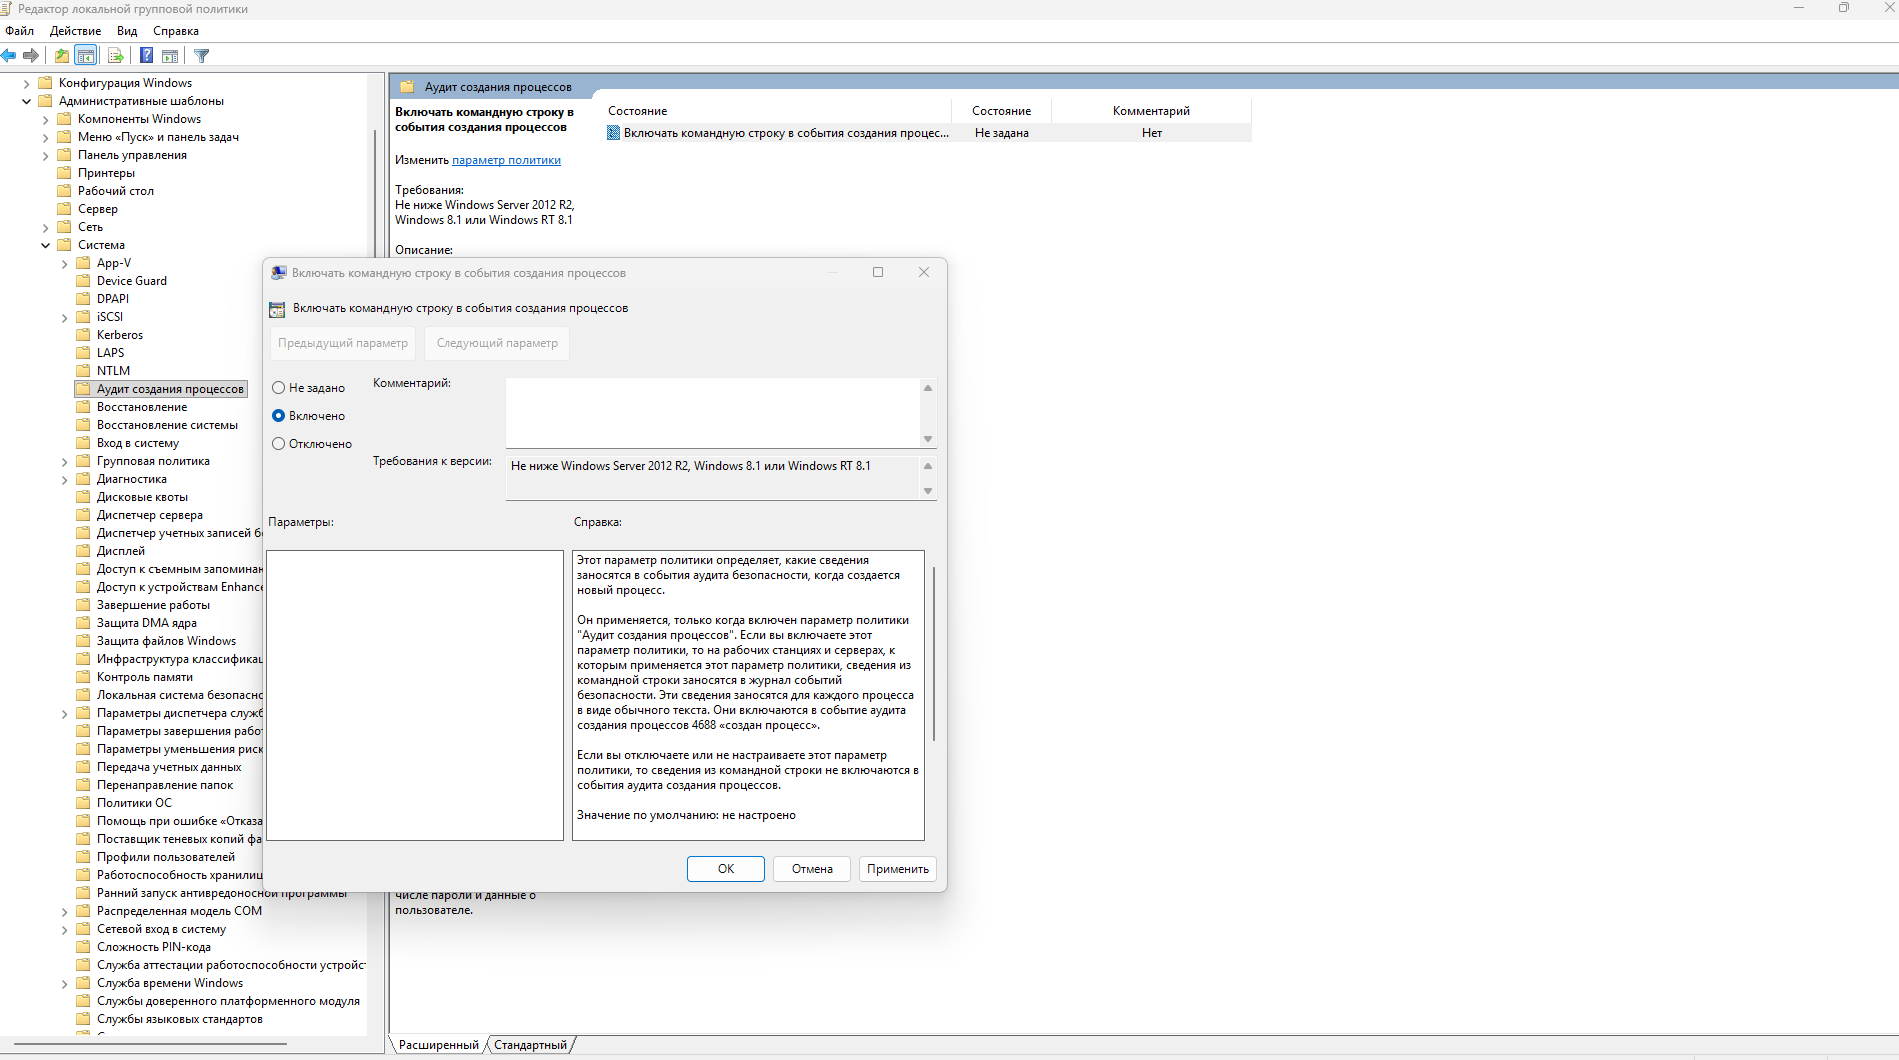 Редактор локальной групповой политики
Файл Действие Вид Справка
Конфигурация Windows
Административные шаблоны
Компоненты Windows
Меню «Пуск» и панель задач
Панель управления
Принтеры
Рабочий стол
Сервер
Сеть
Система
App-V
Device Guard
DPAPI
iSCSI
Kerberos
LAPS
NTLM
Аудит создания процессов
Восстановление
Восстановление системы
Вход в систему
Групповая политика
Диагностика
Дисковые квоты
Диспетчер сервера
Диспетчер учетных записей б
Дисплей
Доступ к съемным запомина
Доступ к устройствам Enhance
Завершение работы
Защита DMA ядра
Защита файлов Windows
Инфраструктура классифика
Контроль памяти
Локальная система безопасно
Параметры диспетчера служ
Параметры завершения рабо
Параметры уменьшения риск
Передача учетных данных
Перенаправление папок
Политики ОС
Помощь при ошибке «Отказа
Поставщик теневых копий фа
Профили пользователей
Работоспособность хранилищ
Ранний запуск антивредоносной программы
Распределенная модель COM
Сетевой вход в систему
Сложность PIN-кода
Служба аттестации работоспособности устройс
Служба времени Windows
Службы доверенного платформенного модуля
Службы языковых стандартов
Аудит создания процессов
Включать командную строку в
события создания процессов
Изменить параметр политики
Требования:
Не ниже Windows Server 2012 R2,
Windows 8.1 или Windows RT 8.1
Описание:
числе пароли и данные о
пользователе.
Состояние Состояние Комментарий
Включать командную строку в события создания процес... Не задана Нет
Включать командную строку в события создания процессов
Включать командную строку в события создания процессов
Предыдущий параметр Следующий параметр
Не задано
Включено
Отключено
Комментарий:
Требования к версии:
Не ниже Windows Server 2012 R2, Windows 8.1 или Windows RT 8.1
Параметры:
Справка:
Этот параметр политики определяет, какие сведения
заносятся в события аудита безопасности, когда создается
новый процесс.
Он применяется, только когда включен параметр политики
"Аудит создания процессов". Если вы включаете этот
параметр политики, то на рабочих станциях и серверах, к
которым применяется этот параметр политики, сведения из
командной строки заносятся в журнал событий
безопасности. Эти сведения заносятся для каждого процесса
в виде обычного текста. Они включаются в событие аудита
создания процессов 4688 «создан процесс».
Если вы отключаете или не настраиваете этот параметр
политики, то сведения из командной строки не включаются в
события аудита создания процессов.
Значение по умолчанию: не настроено
ОК Отмена Применить
Расширенный Стандартный